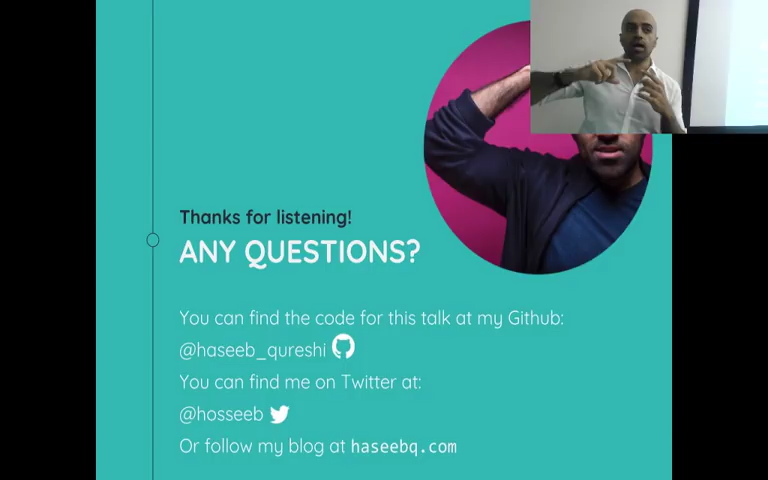 Thanks for listening!
ANY QUESTIONS?
You can find the code for this talk at my Github:
@haseeb_qureshi
You can find me on Twitter at:
@hosseeb
Or follow my blog at haseebq.com